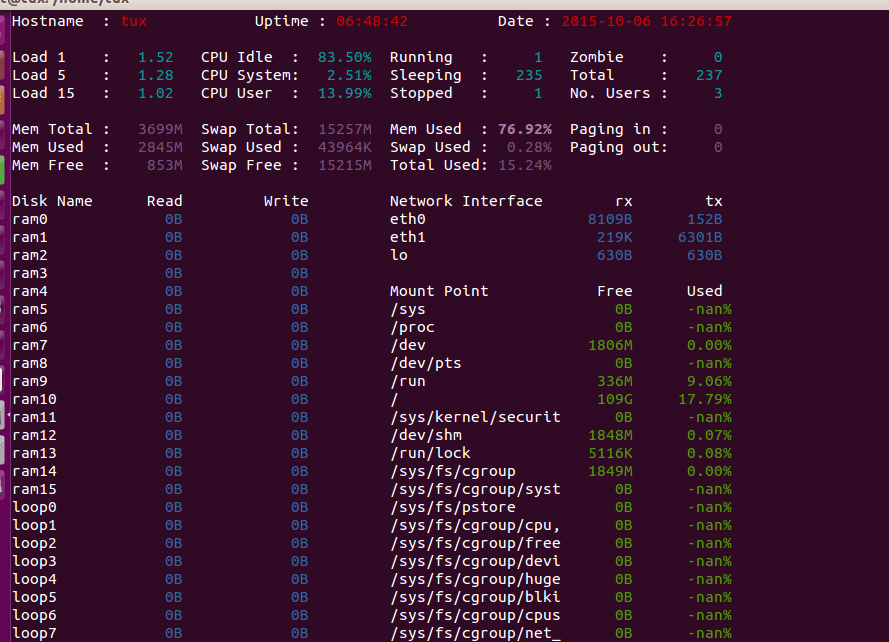 Hostname : tux Uptime : 06:48:42 Date : 2015-10-06 16:26:57
Load 1 : 1.52 CPU Idle : 83.50% Running : 1 Zombie : 0
Load 5 : 1.28 CPU System: 2.51% Sleeping : 235 Total : 237
Load 15 : 1.02 CPU User : 13.99% Stopped : 1 No. Users : 3
Mem Total : 3699M Swap Total: 15257M Mem Used : 76.92% Paging in : 0
Mem Used : 2845M Swap Used : 43964K Swap Used : 0.28% Paging out: 0
Mem Free : 853M Swap Free : 15215M Total Used: 15.24%
Disk Name Read Write Network Interface rx tx
ram0 0B 0B eth0 8109B 152B
ram1 0B 0B eth1 219K 6301B
ram2 0B 0B lo 630B 630B
ram3 0B 0B
ram4 0B 0B Mount Point Free Used
ram5 0B 0B /sys 0B -nan%
ram6 0B 0B /proc 0B -nan%
ram7 0B 0B /dev 1806M 0.00%
ram8 0B 0B /dev/pts 0B -nan%
ram9 0B 0B /run 336M 9.06%
ram10 0B 0B / 109G 17.79%
ram11 0B 0B /sys/kernel/securit 0B -nan%
ram12 0B 0B /dev/shm 1848M 0.07%
ram13 0B 0B /run/lock 5116K 0.08%
ram14 0B 0B /sys/fs/cgroup 1849M 0.00%
ram15 0B 0B /sys/fs/cgroup/syst 0B -nan%
loop0 0B 0B /sys/fs/pstore 0B -nan%
loop1 0B 0B /sys/fs/cgroup/cpu, 0B -nan%
loop2 0B 0B /sys/fs/cgroup/free 0B -nan%
loop3 0B 0B /sys/fs/cgroup/devi 0B -nan%
loop4 0B 0B /sys/fs/cgroup/huge 0B -nan%
loop5 0B 0B /sys/fs/cgroup/blki 0B -nan%
loop6 0B 0B /sys/fs/cgroup/cpus 0B -nan%
loop7 0B 0B /sys/fs/cgroup/net_ 0B -nan%